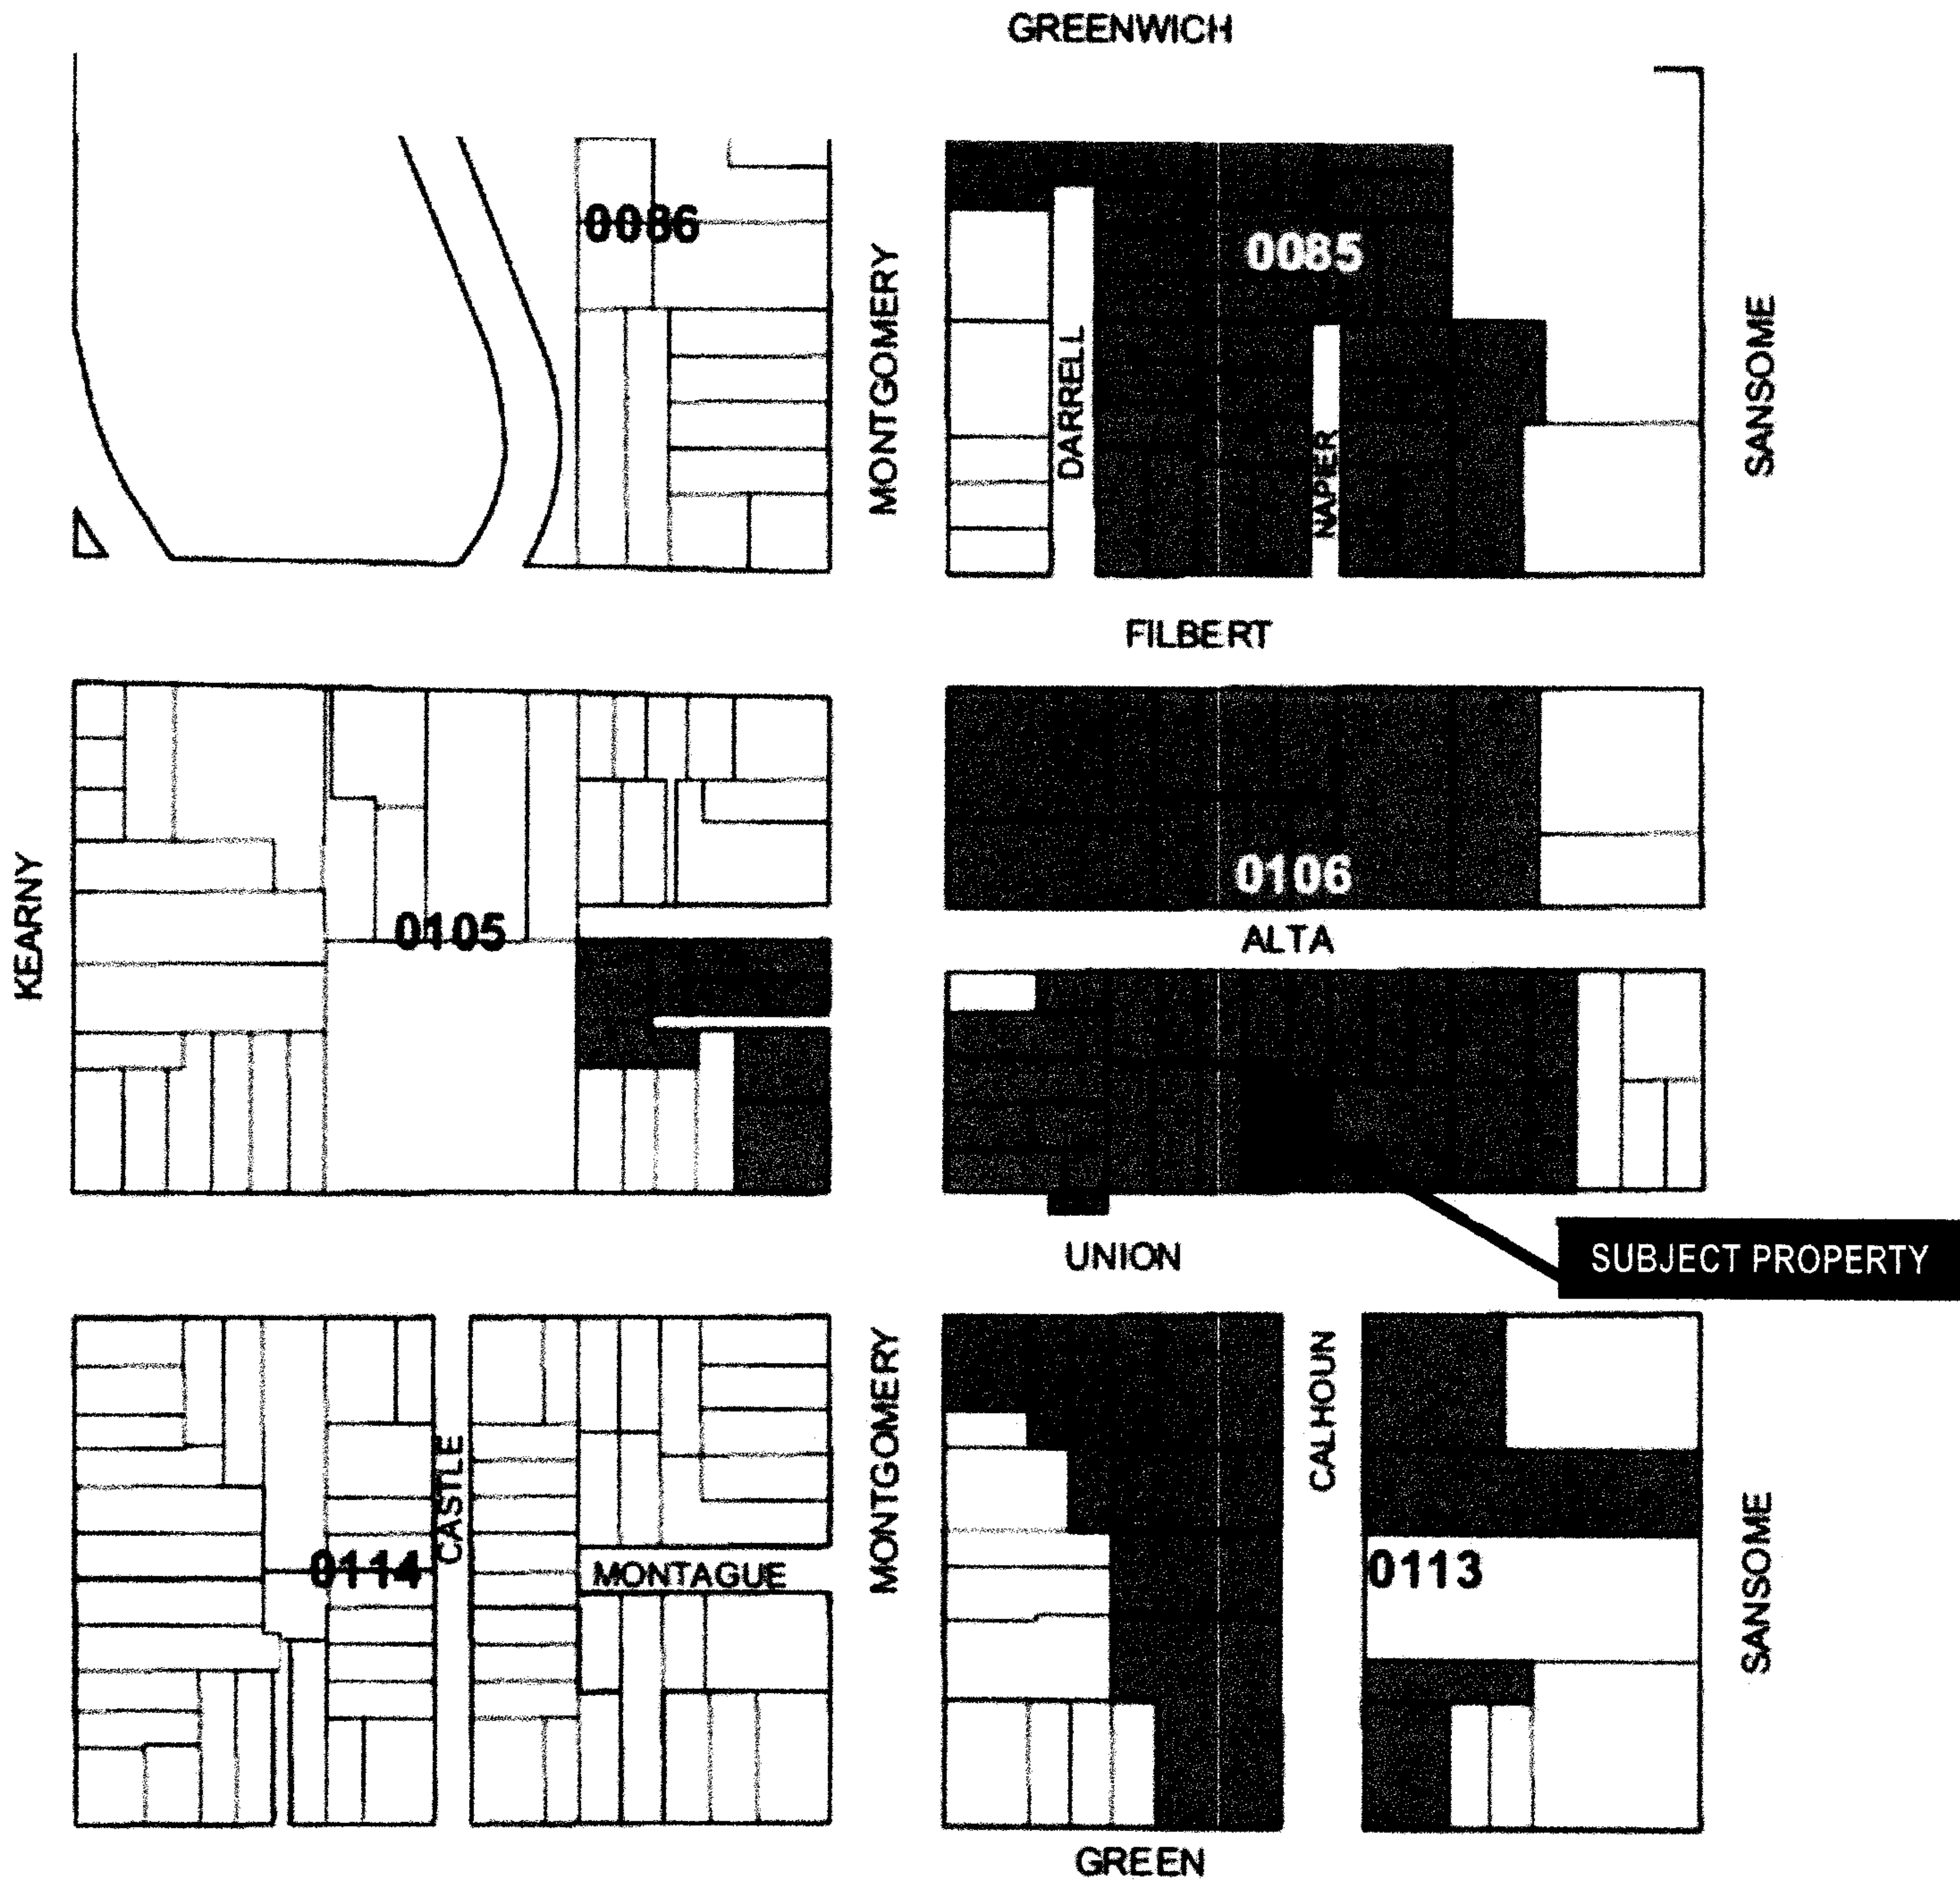 GREENWICH
0086
0085
MONTGOMERY
DARRELL
NAPER
SANSOME
FILBERT
KEARNY
0105
0106
ALTA
UNION
SUBJECT PROPERTY
CASTLE
0114
MONTAGUE
MONTGOMERY
CALHOUN
0113
SANSOME
GREEN